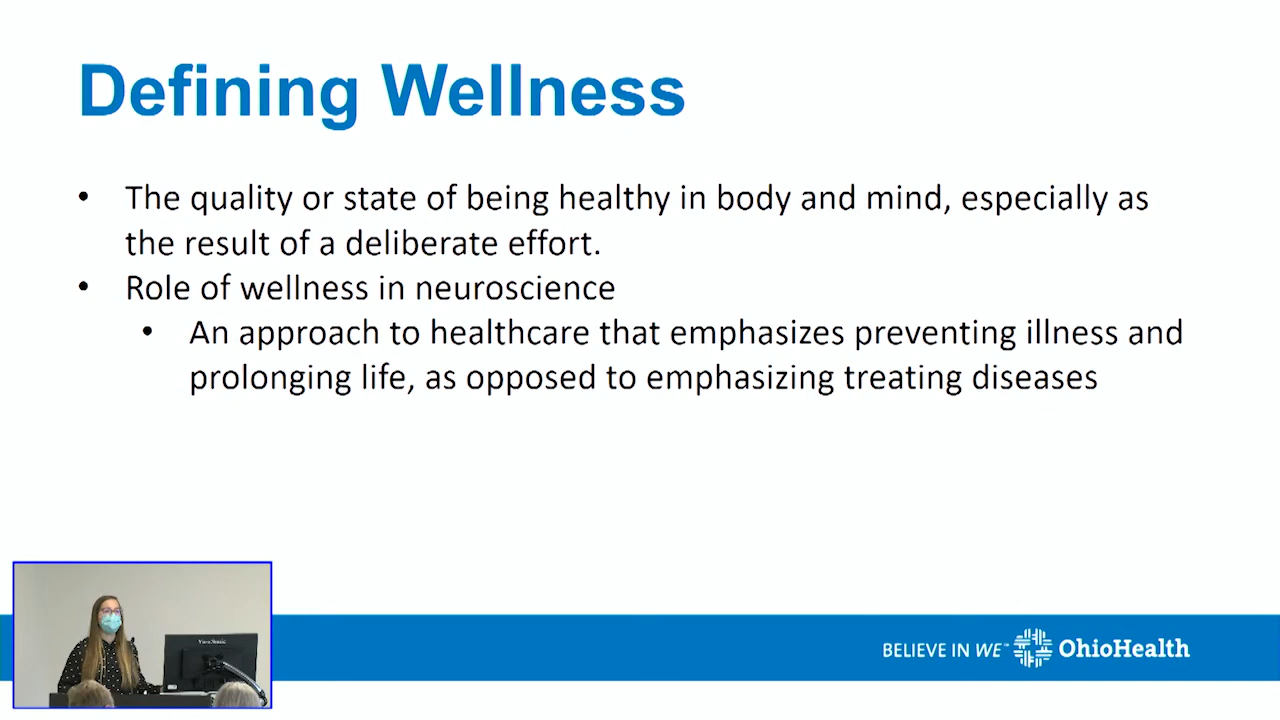 Defining Wellness
• The quality or state of being healthy in body and mind, especially as
the result of a deliberate effort.
• Role of wellness in neuroscience
• An approach to healthcare that emphasizes preventing illness and
prolonging life, as opposed to emphasizing treating diseases
ViewSonic
BELIEVE IN WE™ OhioHealth